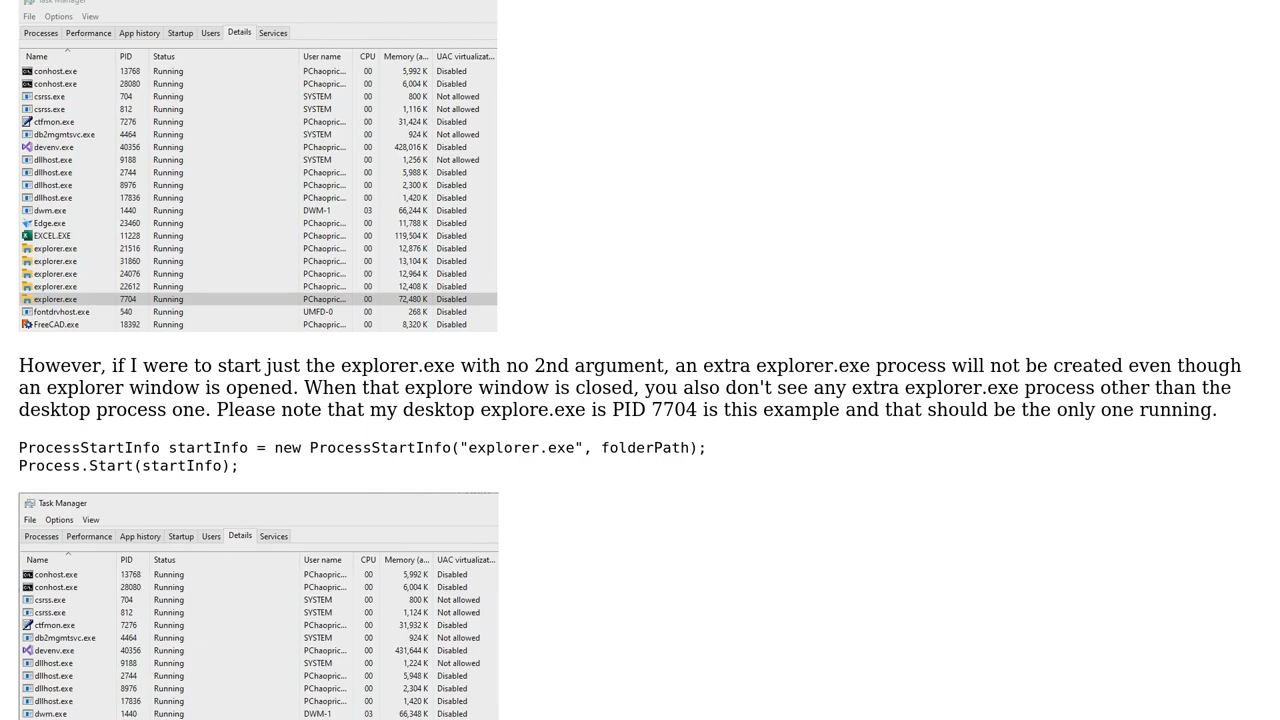 Task Manager
File Options View
Processes Performance App history Startup Users Details Services
Name PID Status User name CPU Memory (a... UAC virtualizat...
conhost.exe 13768 Running PChaopric... 00 5,992 K Disabled
conhost.exe 28080 Running PChaopric... 00 6,004 K Disabled
csrss.exe 704 Running SYSTEM 00 800 K Not allowed
csrss.exe 812 Running SYSTEM 00 1,116 K Not allowed
ctfmon.exe 7276 Running PChaopric... 00 31,424 K Disabled
db2mgmtsvc.exe 4464 Running SYSTEM 00 924 K Not allowed
devenv.exe 40356 Running PChaopric... 00 428,016 K Disabled
dllhost.exe 9188 Running SYSTEM 00 1,256 K Not allowed
dllhost.exe 2744 Running PChaopric... 00 5,988 K Disabled
dllhost.exe 8976 Running PChaopric... 00 2,300 K Disabled
dllhost.exe 17836 Running PChaopric... 00 1,420 K Disabled
dwm.exe 1440 Running DWM-1 03 66,244 K Disabled
Edge.exe 23460 Running PChaopric... 00 11,788 K Disabled
EXCEL.EXE 11228 Running PChaopric... 00 119,504 K Disabled
explorer.exe 21516 Running PChaopric... 00 12,876 K Disabled
explorer.exe 31860 Running PChaopric... 00 13,104 K Disabled
explorer.exe 24076 Running PChaopric... 00 12,964 K Disabled
explorer.exe 22612 Running PChaopric... 00 12,408 K Disabled
explorer.exe 7704 Running PChaopric... 00 72,480 K Disabled
fontdrvhost.exe 540 Running UMFD-0 00 268 K Disabled
FreeCAD.exe 18392 Running PChaopric... 00 8,320 K Disabled
However, if I were to start just the explorer.exe with no 2nd argument, an extra explorer.exe process will not be created even though
an explorer window is opened. When that explore window is closed, you also don't see any extra explorer.exe process other than the
desktop process one. Please note that my desktop explore.exe is PID 7704 is this example and that should be the only one running.
ProcessStartInfo startInfo = new ProcessStartInfo("explorer.exe", folderPath);
Process.Start(startInfo);
Task Manager
File Options View
Processes Performance App history Startup Users Details Services
Name PID Status User name CPU Memory (a... UAC virtualizat...
conhost.exe 13768 Running PChaopric... 00 5,992 K Disabled
conhost.exe 28080 Running PChaopric... 00 6,004 K Disabled
csrss.exe 704 Running SYSTEM 00 800 K Not allowed
csrss.exe 812 Running SYSTEM 00 1,124 K Not allowed
ctfmon.exe 7276 Running PChaopric... 00 31,932 K Disabled
db2mgmtsvc.exe 4464 Running SYSTEM 00 924 K Not allowed
devenv.exe 40356 Running PChaopric... 00 431,644 K Disabled
dllhost.exe 9188 Running SYSTEM 00 1,224 K Not allowed
dllhost.exe 2744 Running PChaopric... 00 5,948 K Disabled
dllhost.exe 8976 Running PChaopric... 00 2,304 K Disabled
dllhost.exe 17836 Running PChaopric... 00 1,420 K Disabled
dwm.exe 1440 Running DWM-1 03 66,348 K Disabled